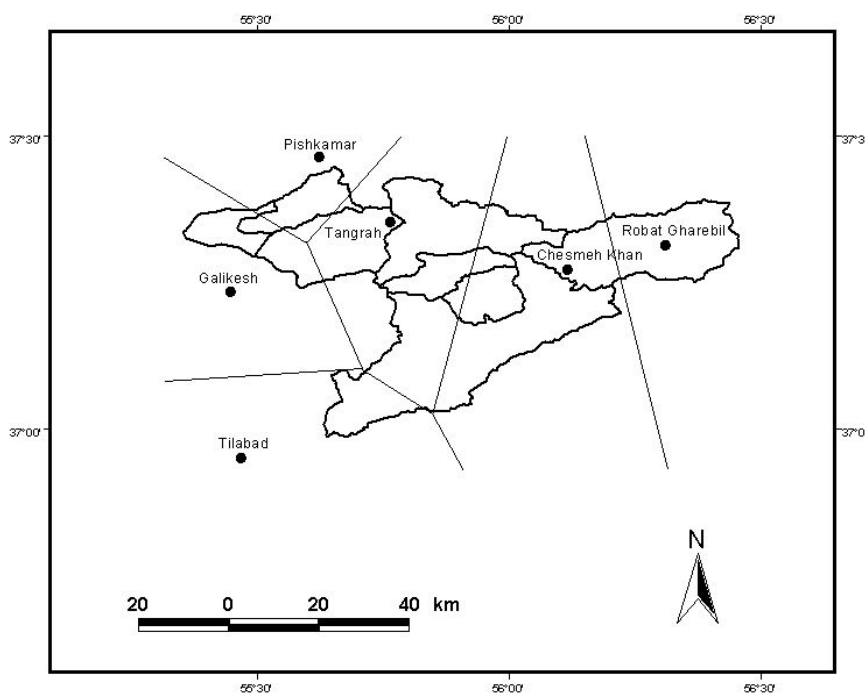 55°30' 56°00' 56°30'
37°30' 37°3
Pishkamar
Tangrah
Robat Gharebil
Chesmeh Khan
Galikesh
37°00' 37°0
Tilabad
N
20 0 20 40 km
55°30' 56°00' 56°30'